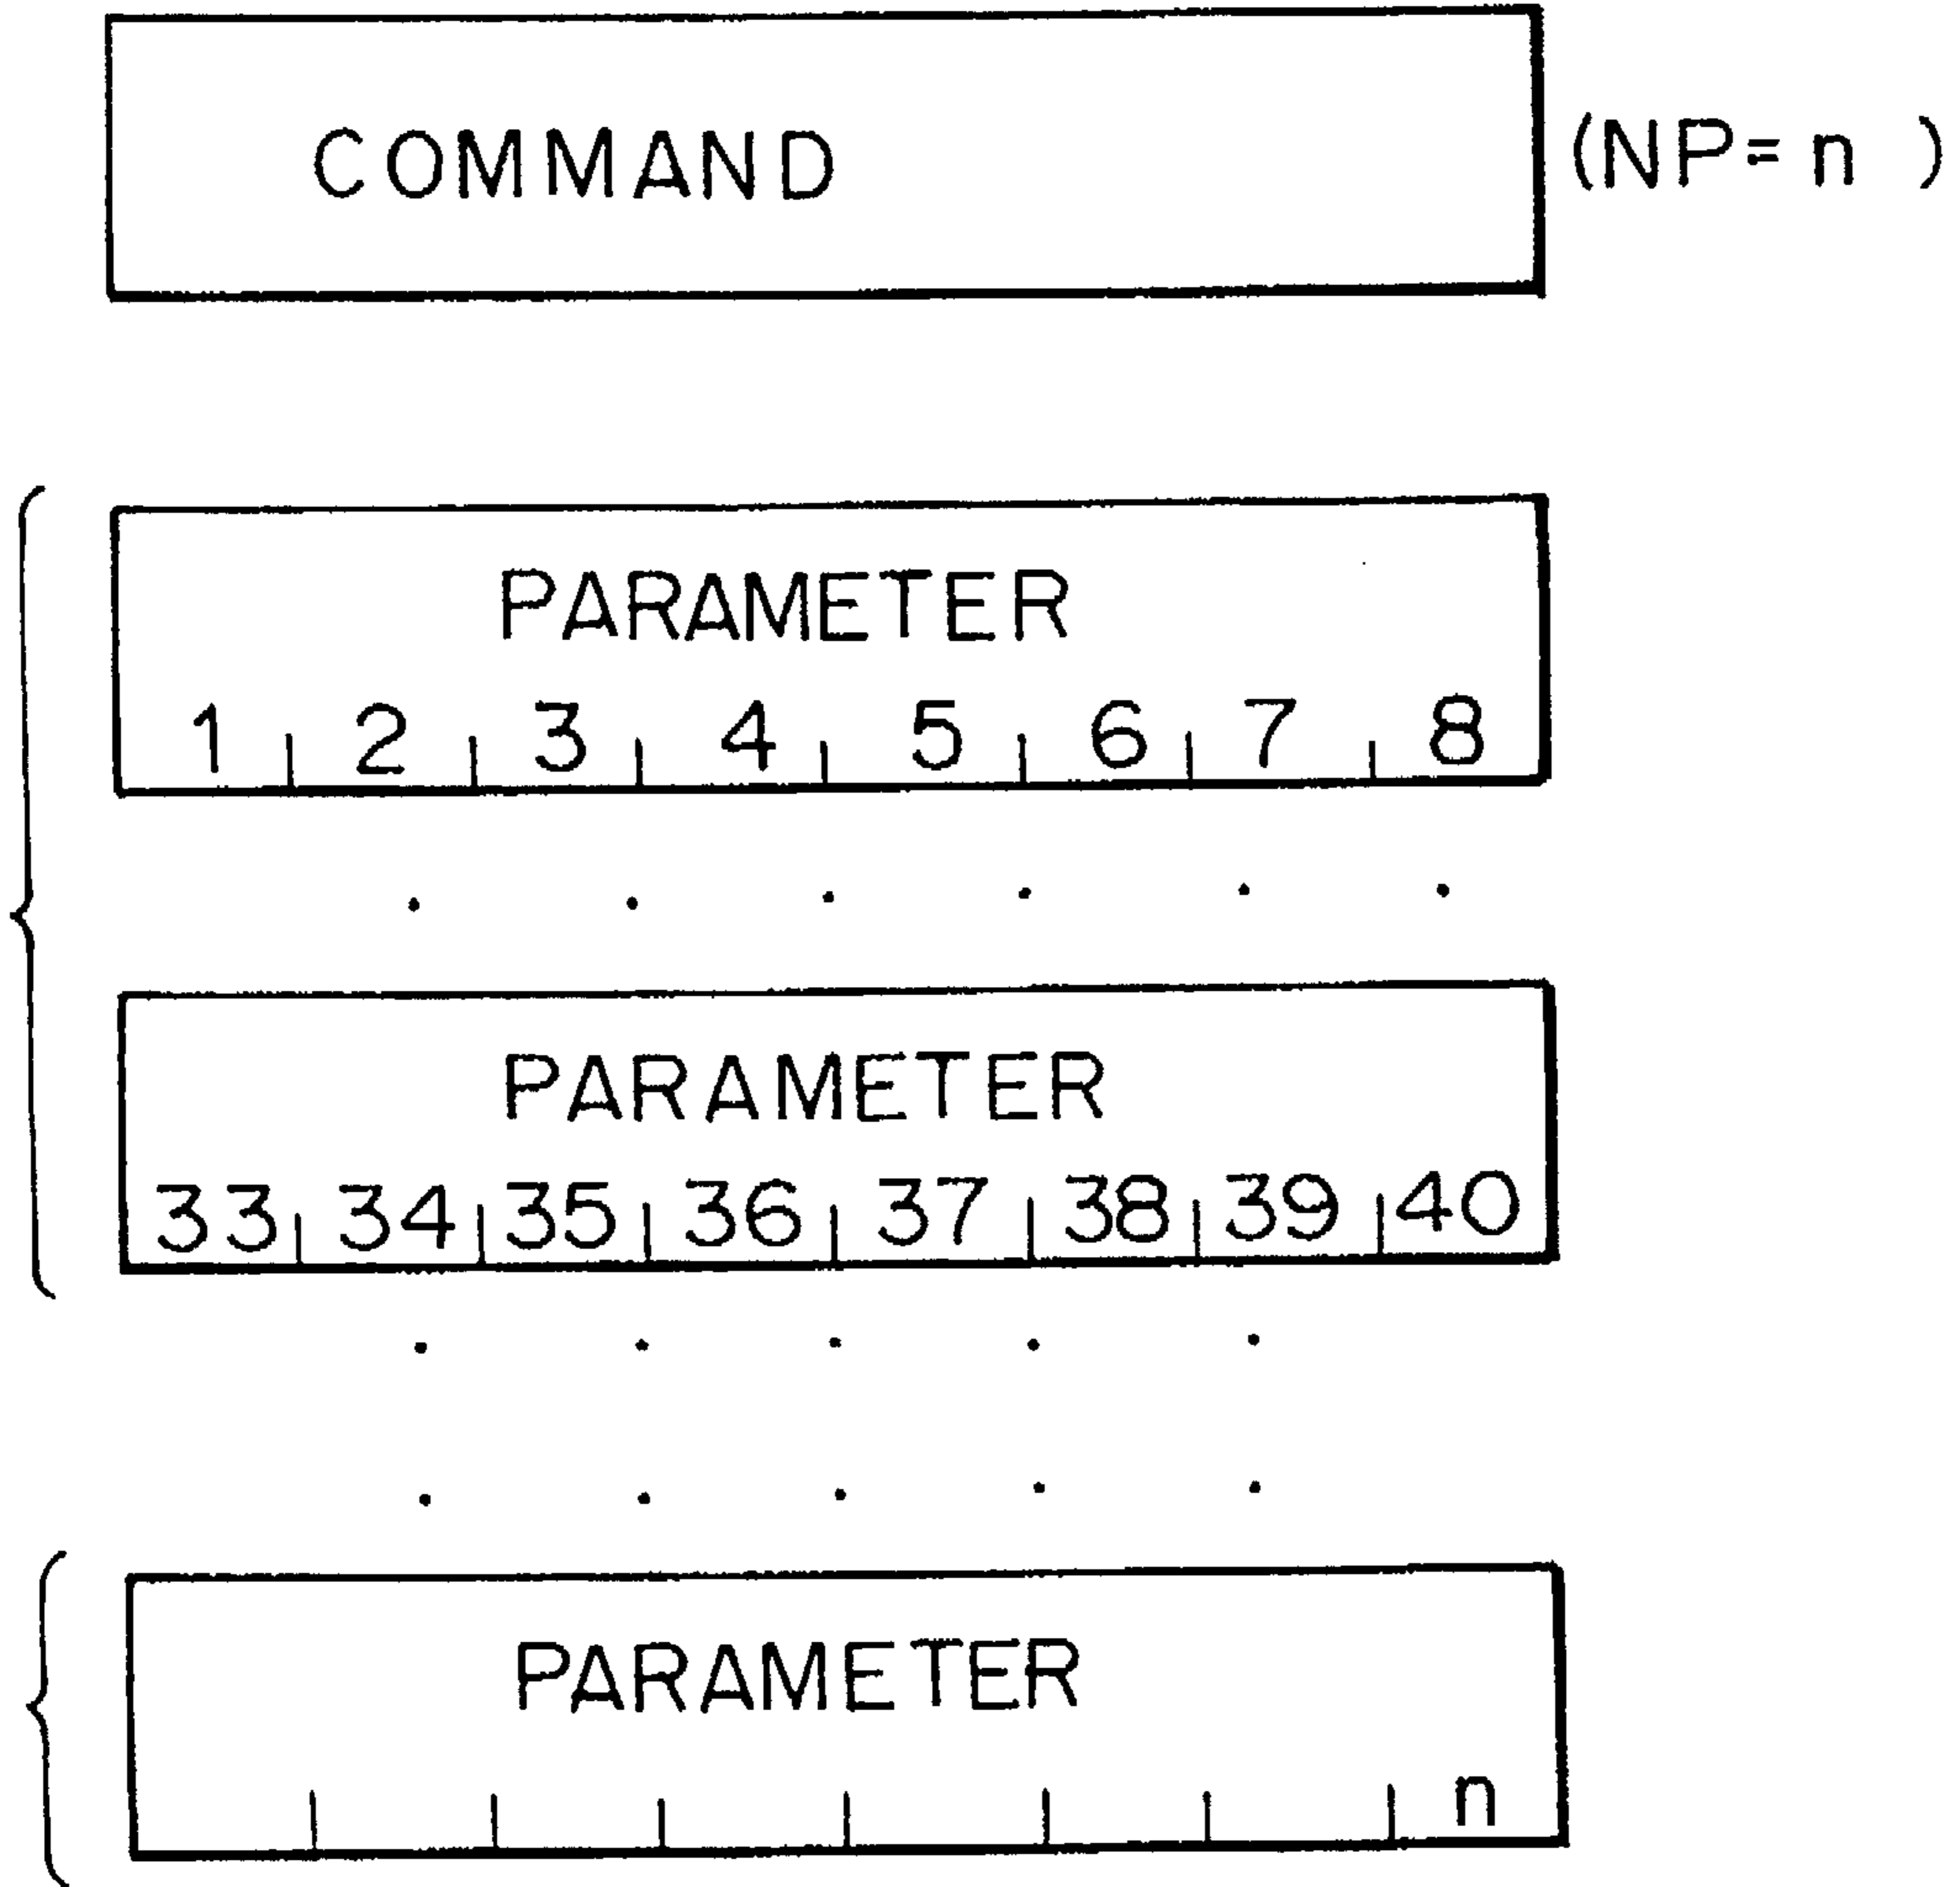 COMMAND (NP=n )
PARAMETER
1 2 3 4 5 6 7 8
PARAMETER
33 34 35 36 37 38 39 40
PARAMETER
n